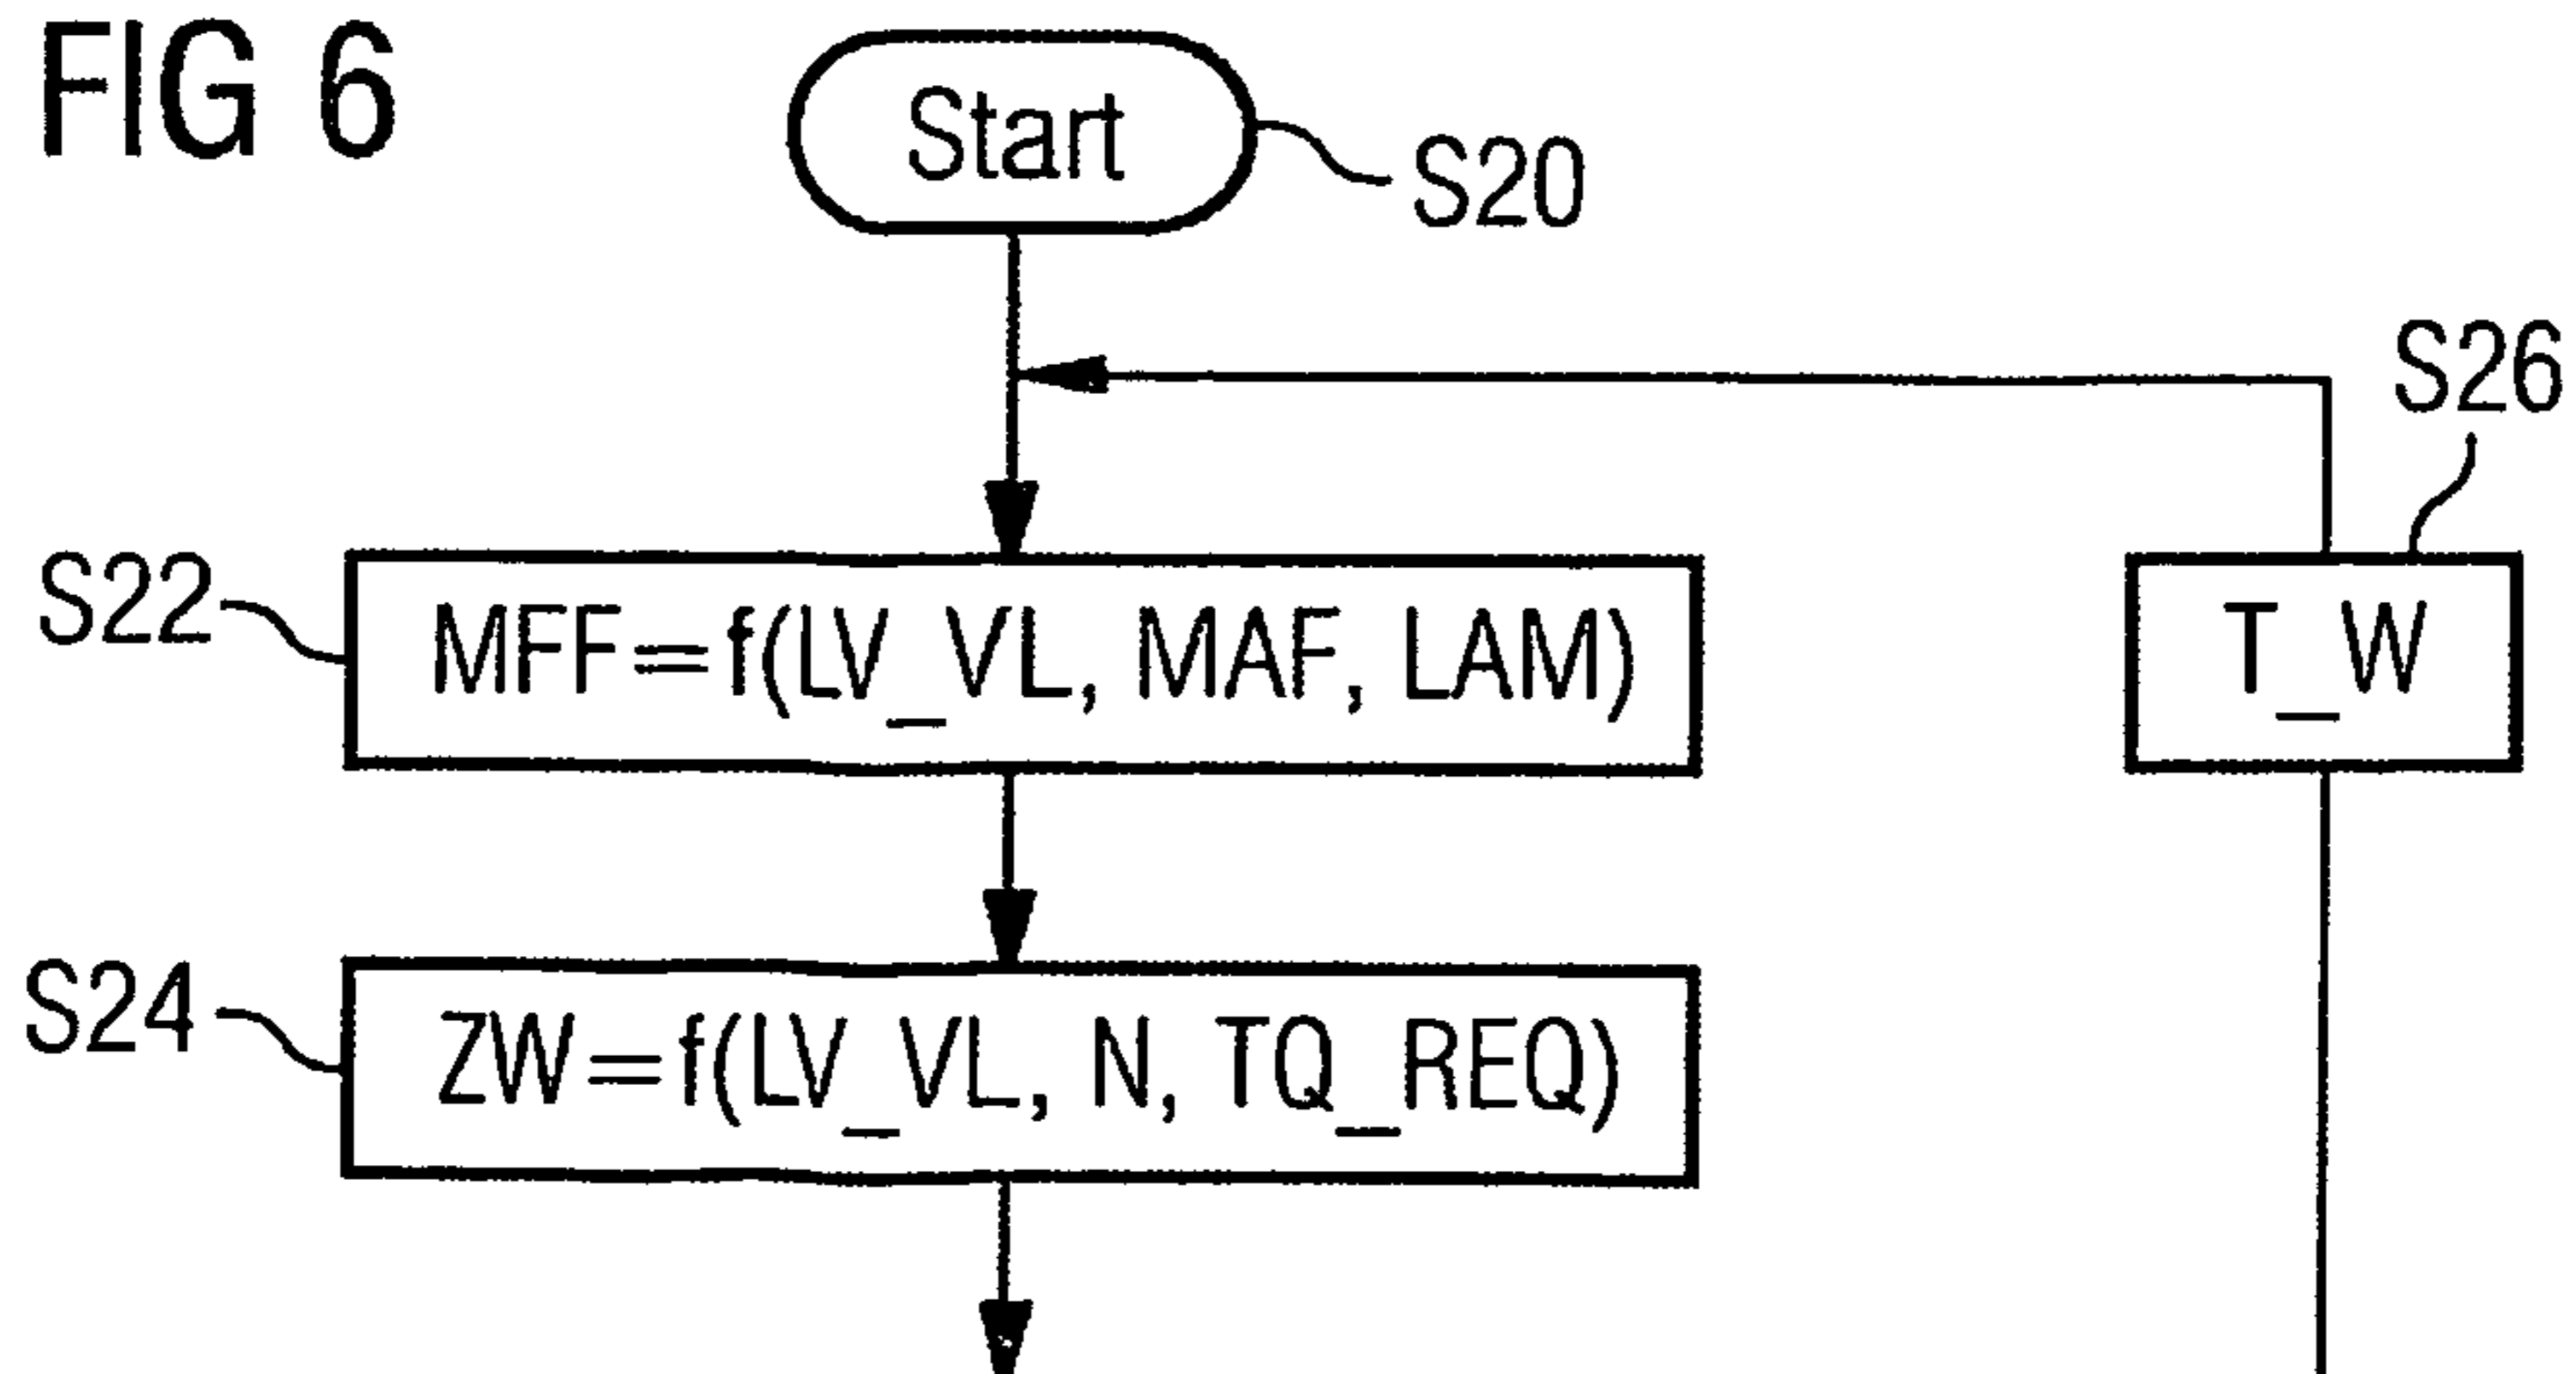 FIG 6
Start
S20
S26
S22
MFF=f(LV_VL, MAF, LAM)
T_W
S24
ZW=f(LV_VL, N, TQ_REQ)